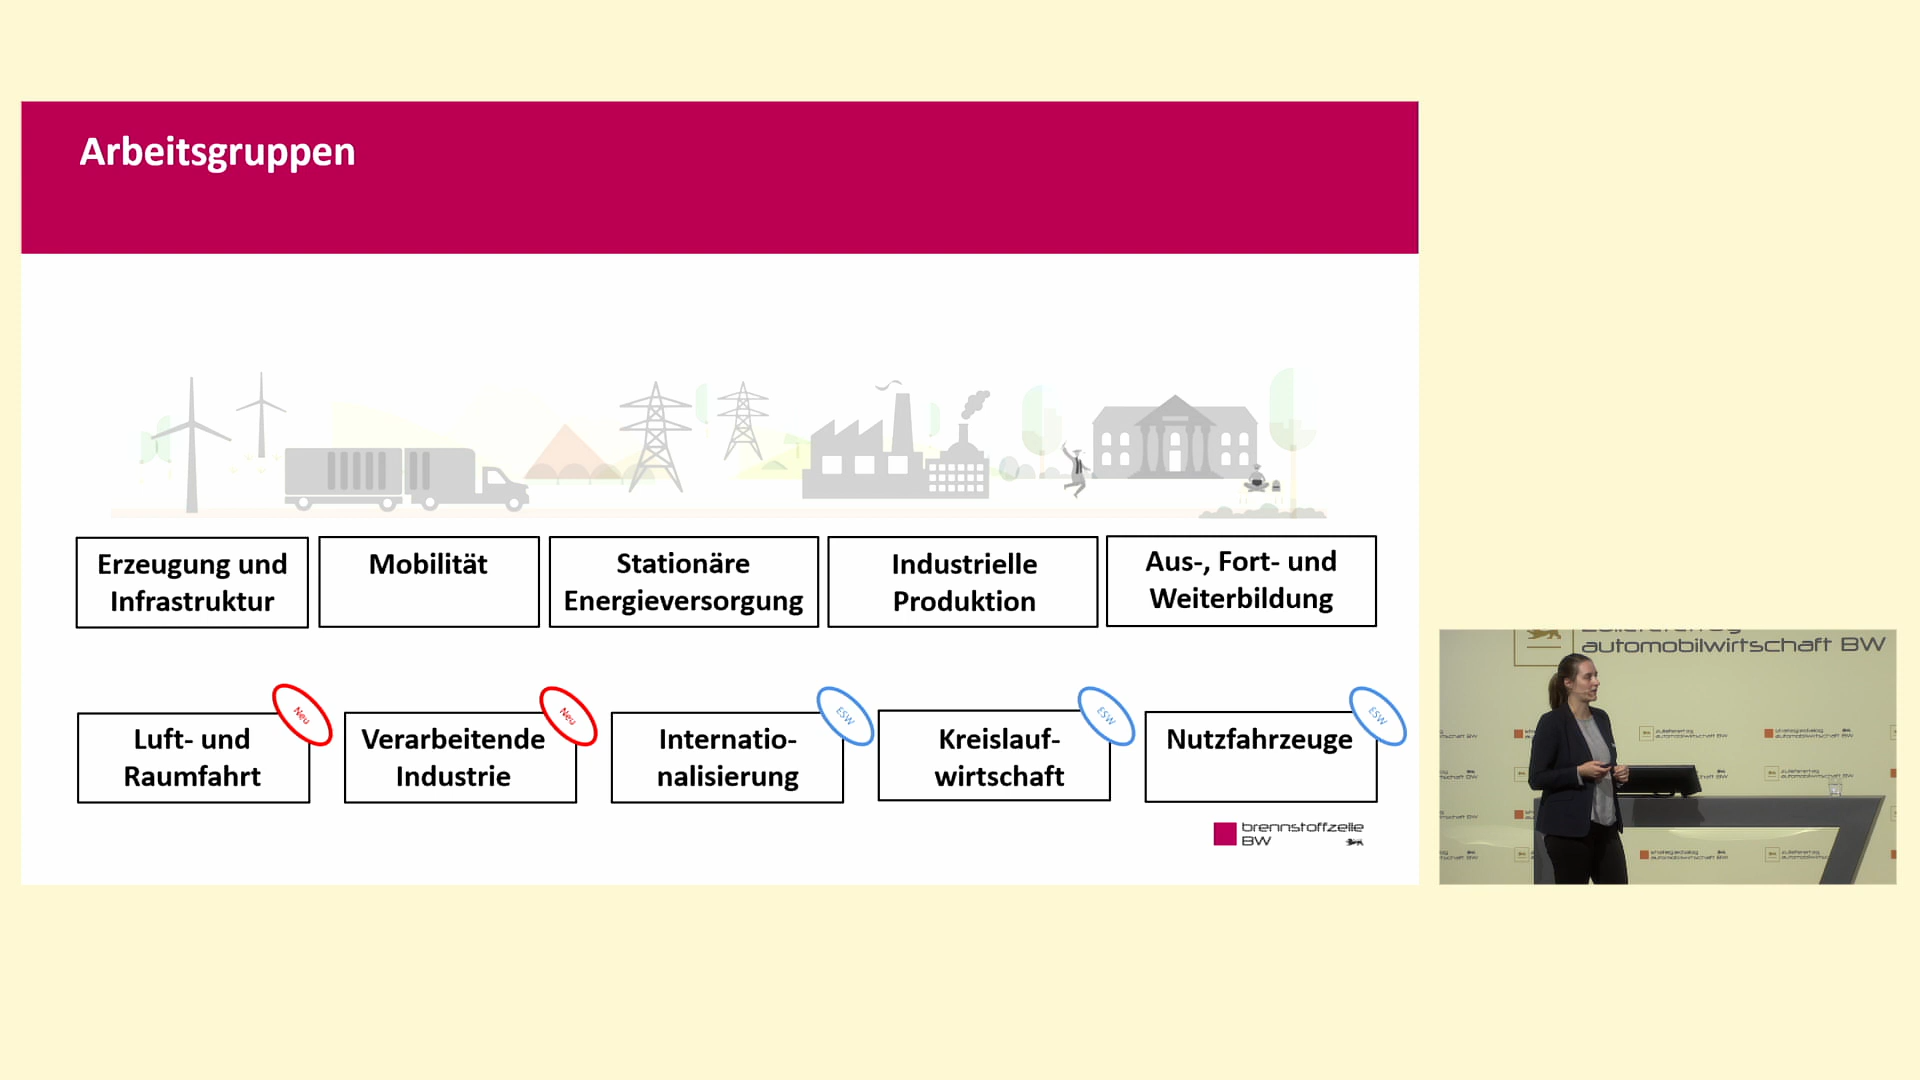 Arbeitsgruppen
Erzeugung und
Infrastruktur
Mobilität
Stationäre
Energieversorgung
Industrielle
Produktion
Aus-, Fort- und
Weiterbildung
Neu
Luft- und
Raumfahrt
Neu
Verarbeitende
Industrie
ESW
Internatio-
nalisierung
ESW
Kreislauf-
wirtschaft
ESW
Nutzfahrzeuge
brennstoffzelle
BW
automobilwirtschaft BW